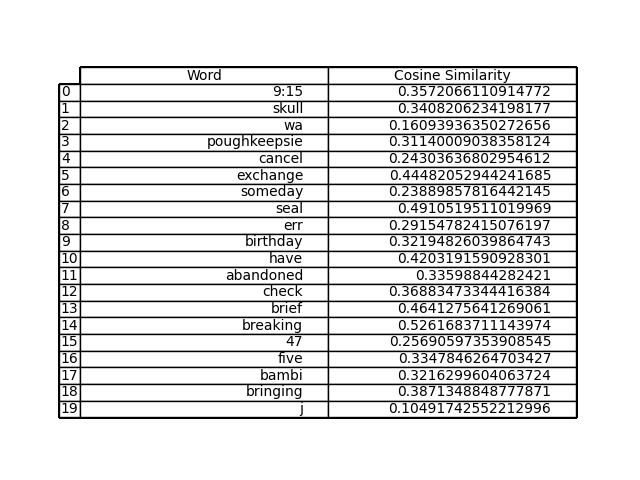 Word Cosine Similarity
0 9:15 0.3572066110914772
1 skull 0.3408206234198177
2 wa 0.16093936350272656
3 poughkeepsie 0.31140009038358124
4 cancel 0.24303636802954612
5 exchange 0.44482052944241685
6 someday 0.23889857816442145
7 seal 0.4910519511019969
8 err 0.29154782415076197
9 birthday 0.32194826039864743
10 have 0.4203191590928301
11 abandoned 0.33598844282421
12 check 0.36883473344416384
13 brief 0.4641275641269061
14 breaking 0.5261683711143974
15 47 0.25690597353908545
16 five 0.3347846264703427
17 bambi 0.3216299604063724
18 bringing 0.3871348848777871
19 j 0.10491742552212996